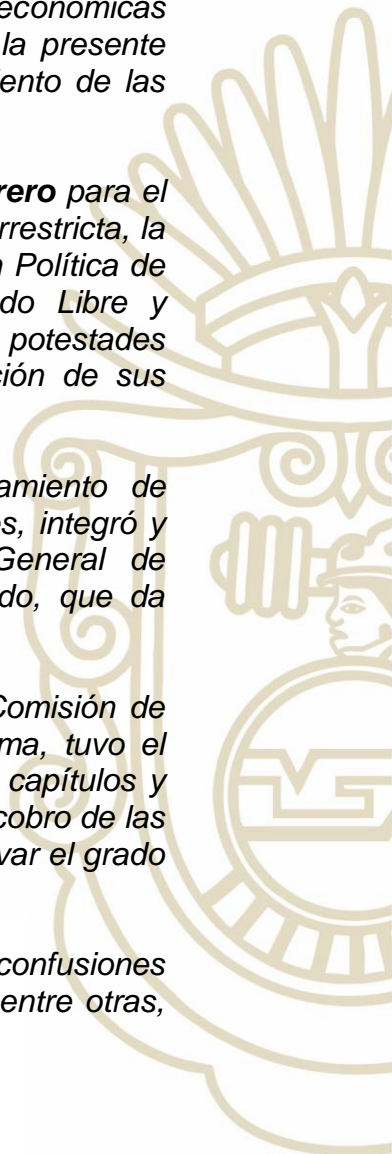 económicas
la presente
iento de las
rero para el
rrestricta, la
Política de
do Libre y
potestades
ción de sus
amiento de
s, integró y
General de
do, que da
Comisión de
ma, tuvo el
capítulos y
cobro de las
var el grado
confusiones
entre otras,